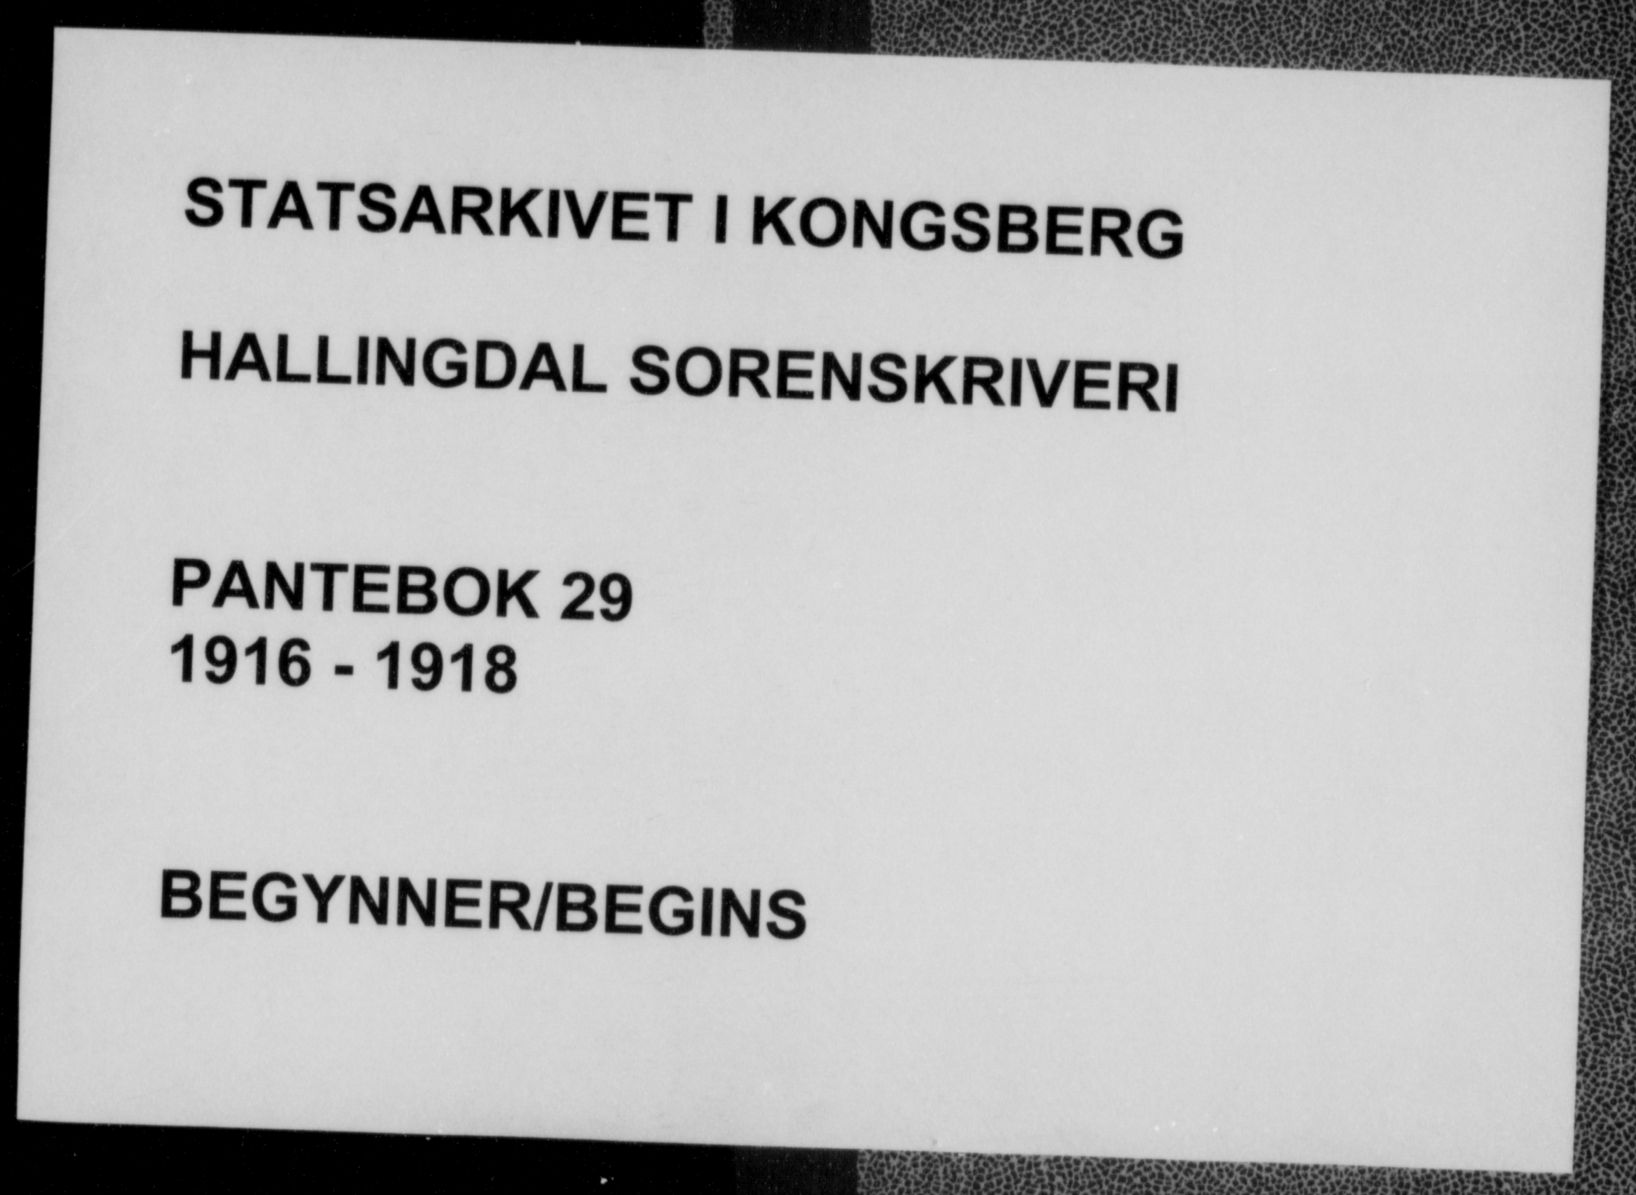 STATSARKIVET I KONGSBERG
HALLINGDAL SORENSKRIVERI
PANTEBOK 29
1916 - 1918
BEGYNNER/BEGINS